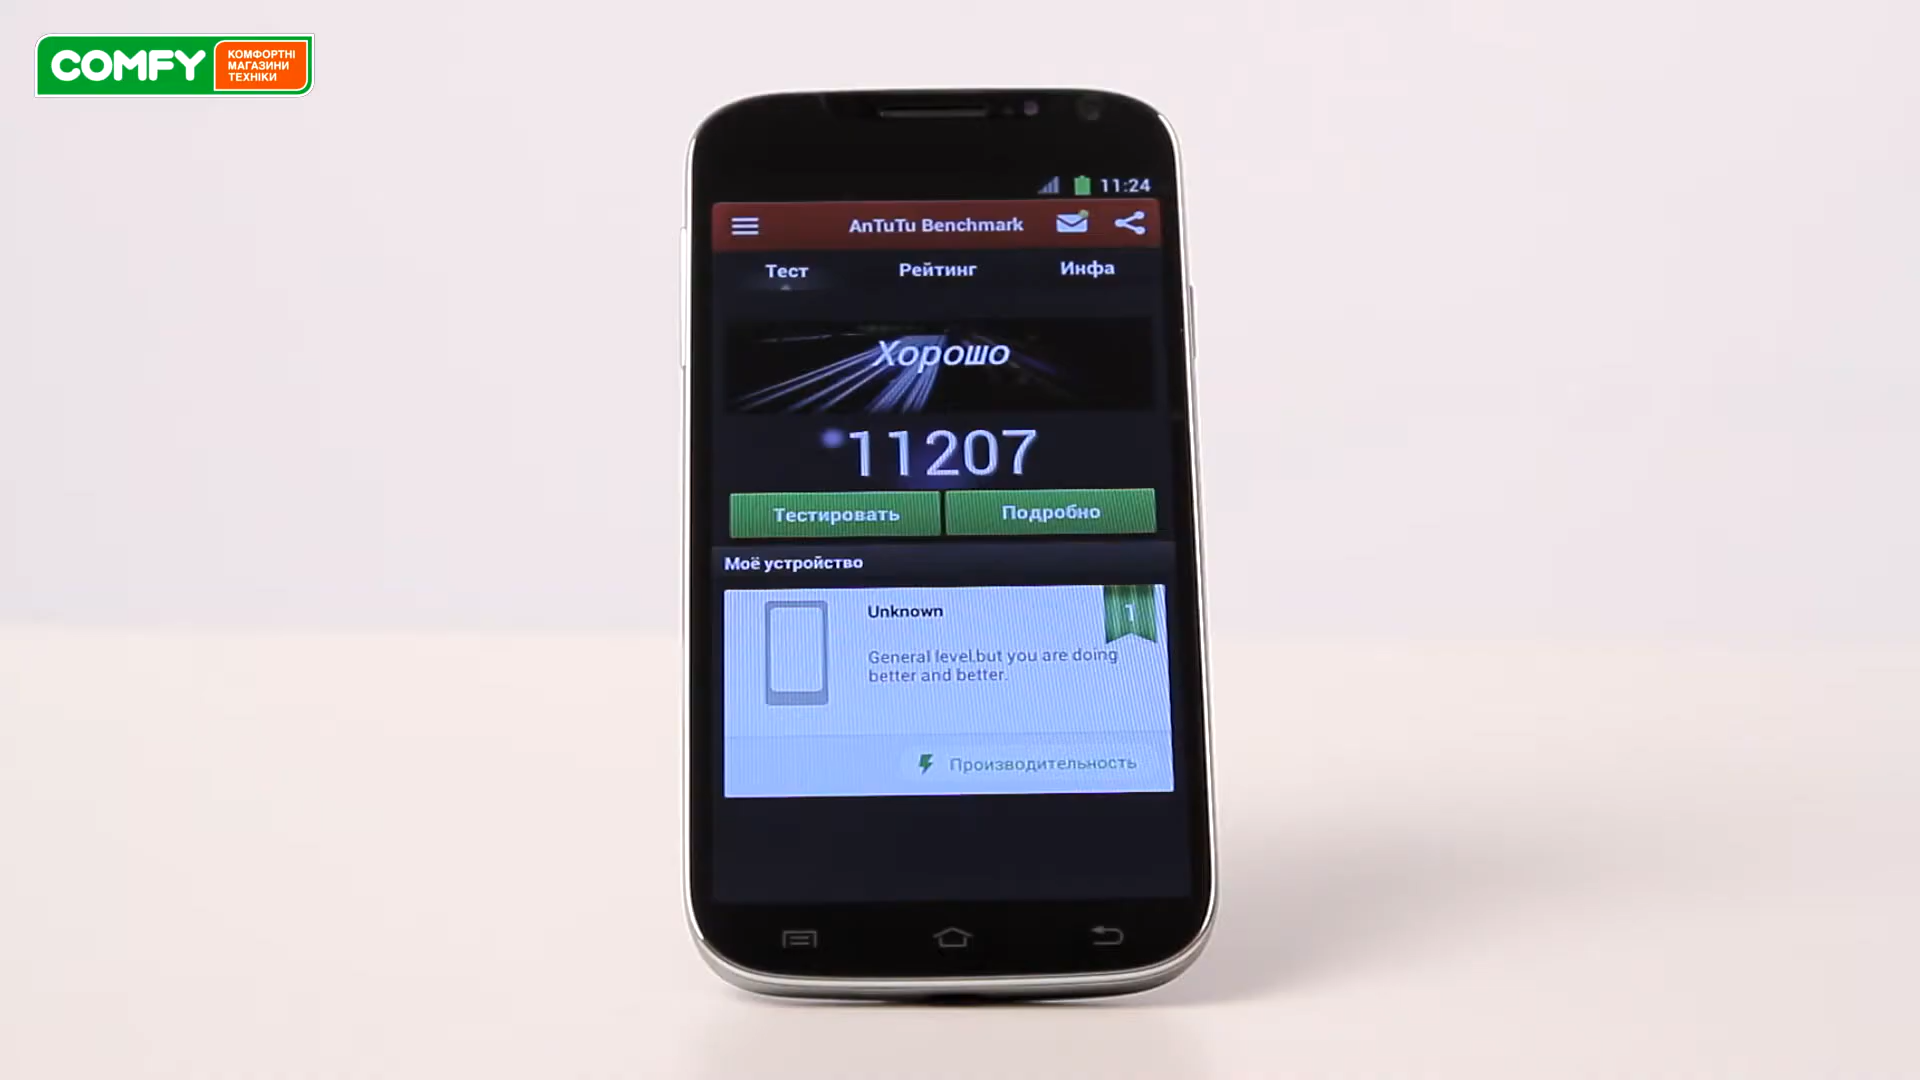 COMFY
КОМФОРТНІ
МАГАЗИНИ
ТЕХНІКИ
11:24
AnTuTu Benchmark
Тест Рейтинг Инфа
Хорошо
11207
Тестировать Подробно
Моё устройство
Unknown
1
General level,but you are doing
better and better.
Производительность